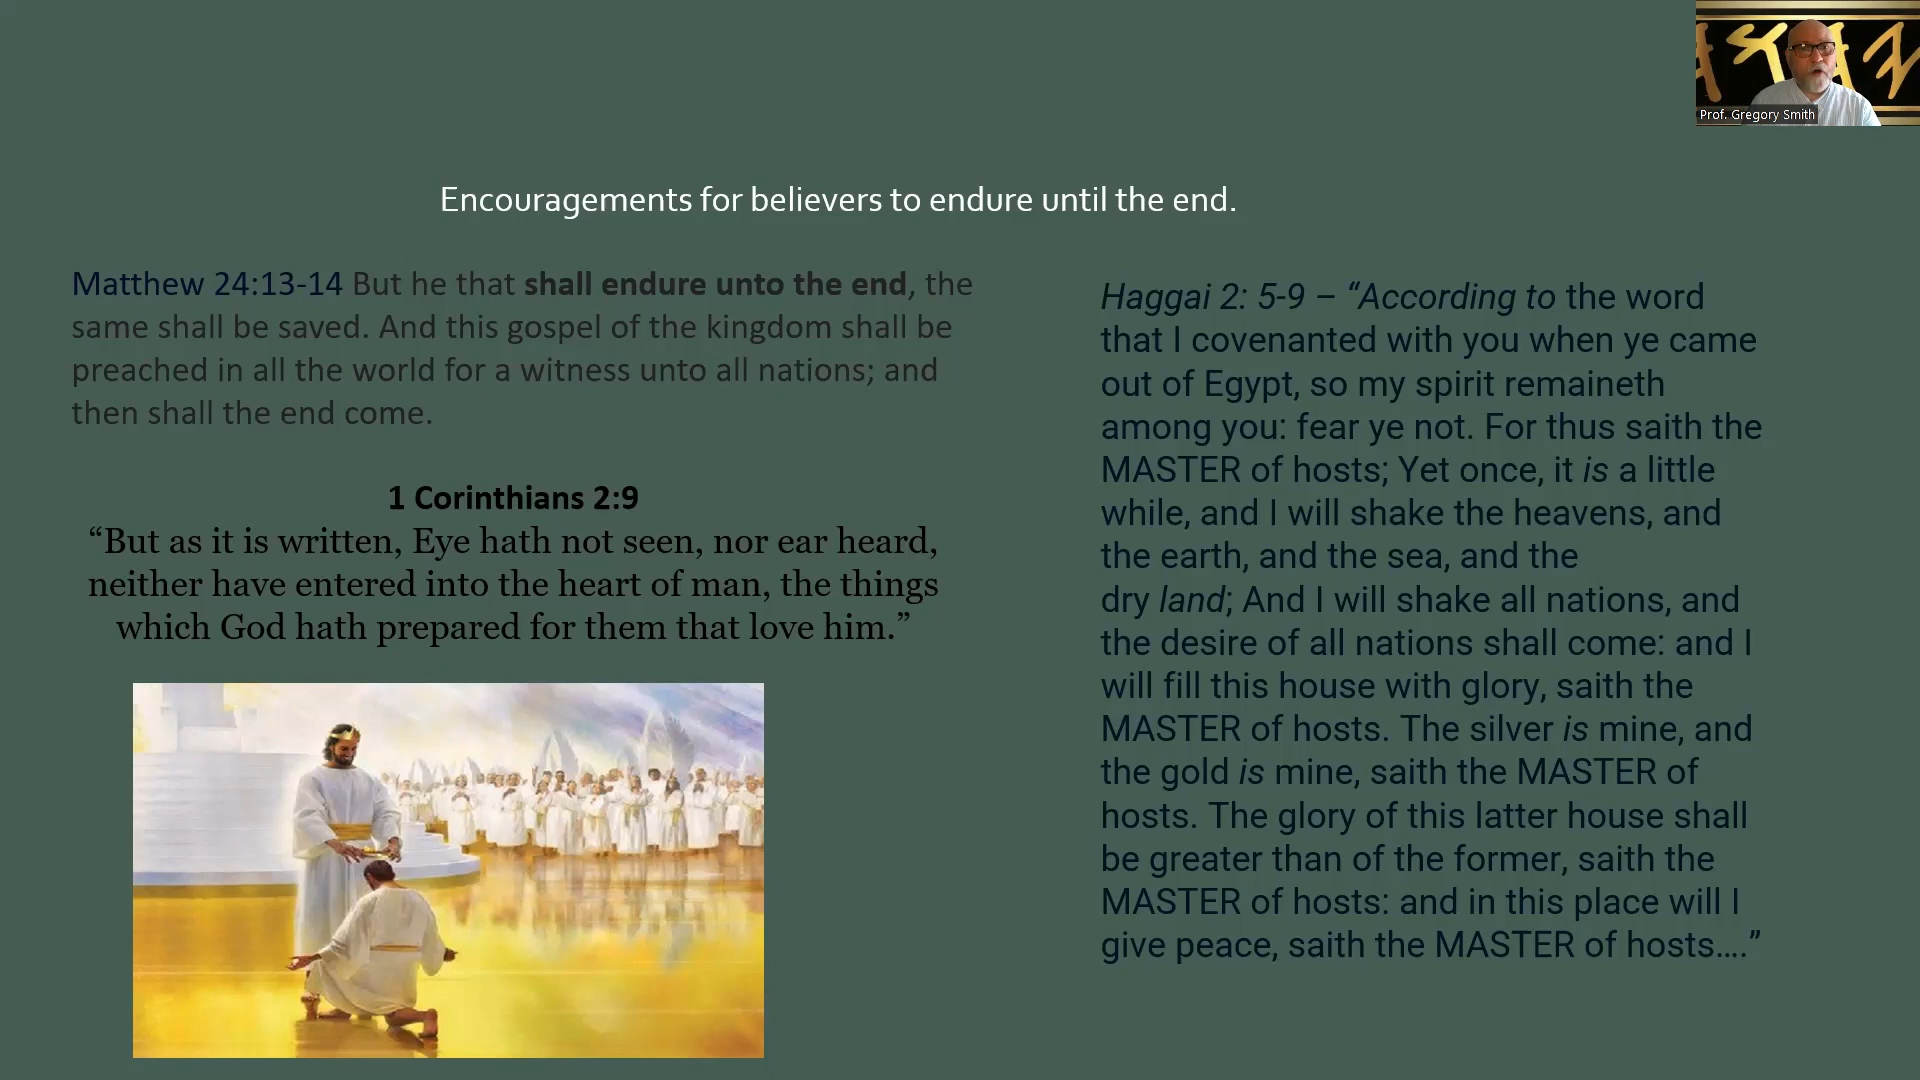 Prof. Gregory Smith
Encouragements for believers to endure until the end.
Matthew 24:13-14 But he that shall endure unto the end, the
same shall be saved. And this gospel of the kingdom shall be
preached in all the world for a witness unto all nations; and
then shall the end come.
1 Corinthians 2:9
“But as it is written, Eye hath not seen, nor ear heard,
neither have entered into the heart of man, the things
which God hath prepared for them that love him.”
Haggai 2: 5-9 – “According to the word
that I covenanted with you when ye came
out of Egypt, so my spirit remaineth
among you: fear ye not. For thus saith the
MASTER of hosts; Yet once, it is a little
while, and I will shake the heavens, and
the earth, and the sea, and the
dry land; And I will shake all nations, and
the desire of all nations shall come: and I
will fill this house with glory, saith the
MASTER of hosts. The silver is mine, and
the gold is mine, saith the MASTER of
hosts. The glory of this latter house shall
be greater than of the former, saith the
MASTER of hosts: and in this place will I
give peace, saith the MASTER of hosts….”